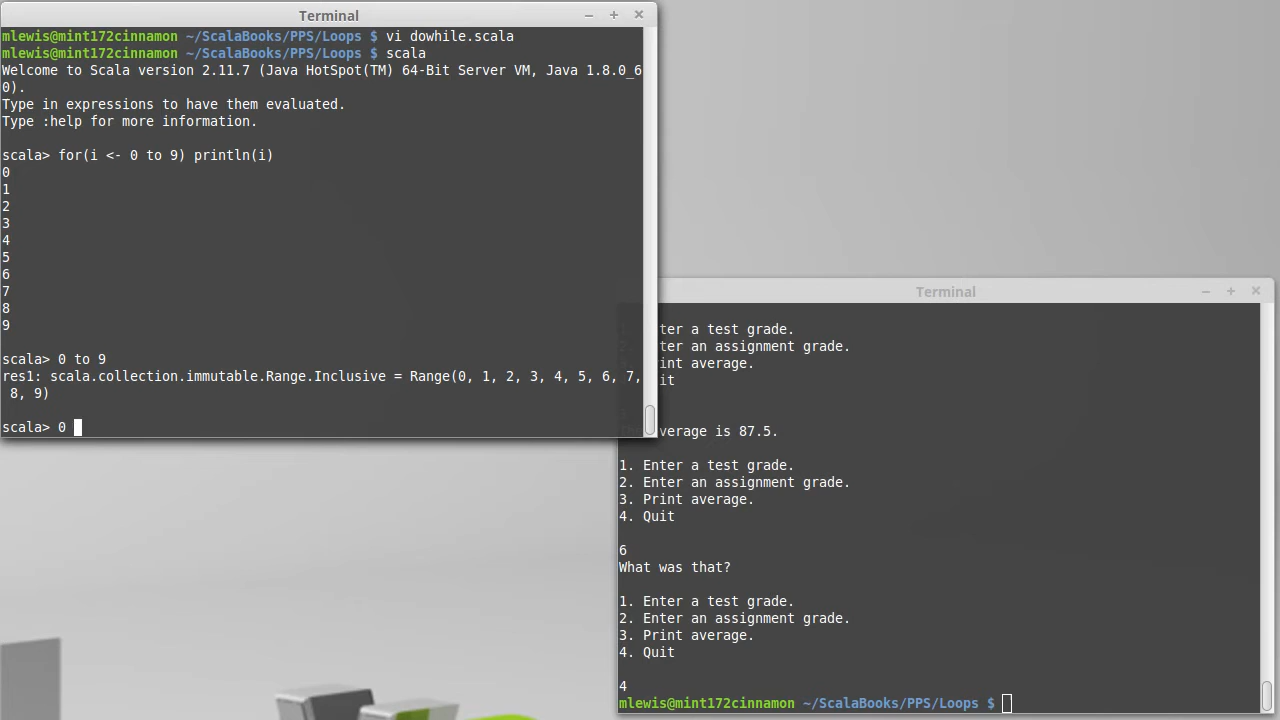 Terminal
mlewis@mint172cinnamon ~/ScalaBooks/PPS/Loops $ vi dowhile.scala
mlewis@mint172cinnamon ~/ScalaBooks/PPS/Loops $ scala
Welcome to Scala version 2.11.7 (Java HotSpot(TM) 64-Bit Server VM, Java 1.8.0_6
0).
Type in expressions to have them evaluated.
Type :help for more information.
scala> for(i <- 0 to 9) println(i)
0
1
2
3
4
5
6
7
8
9
scala> 0 to 9
res1: scala.collection.immutable.Range.Inclusive = Range(0, 1, 2, 3, 4, 5, 6, 7,
8, 9)
scala> 0
Terminal
ter a test grade.
ter an assignment grade.
int average.
it
verage is 87.5.
1. Enter a test grade.
2. Enter an assignment grade.
3. Print average.
4. Quit
6
What was that?
1. Enter a test grade.
2. Enter an assignment grade.
3. Print average.
4. Quit
4
mlewis@mint172cinnamon ~/ScalaBooks/PPS/Loops $